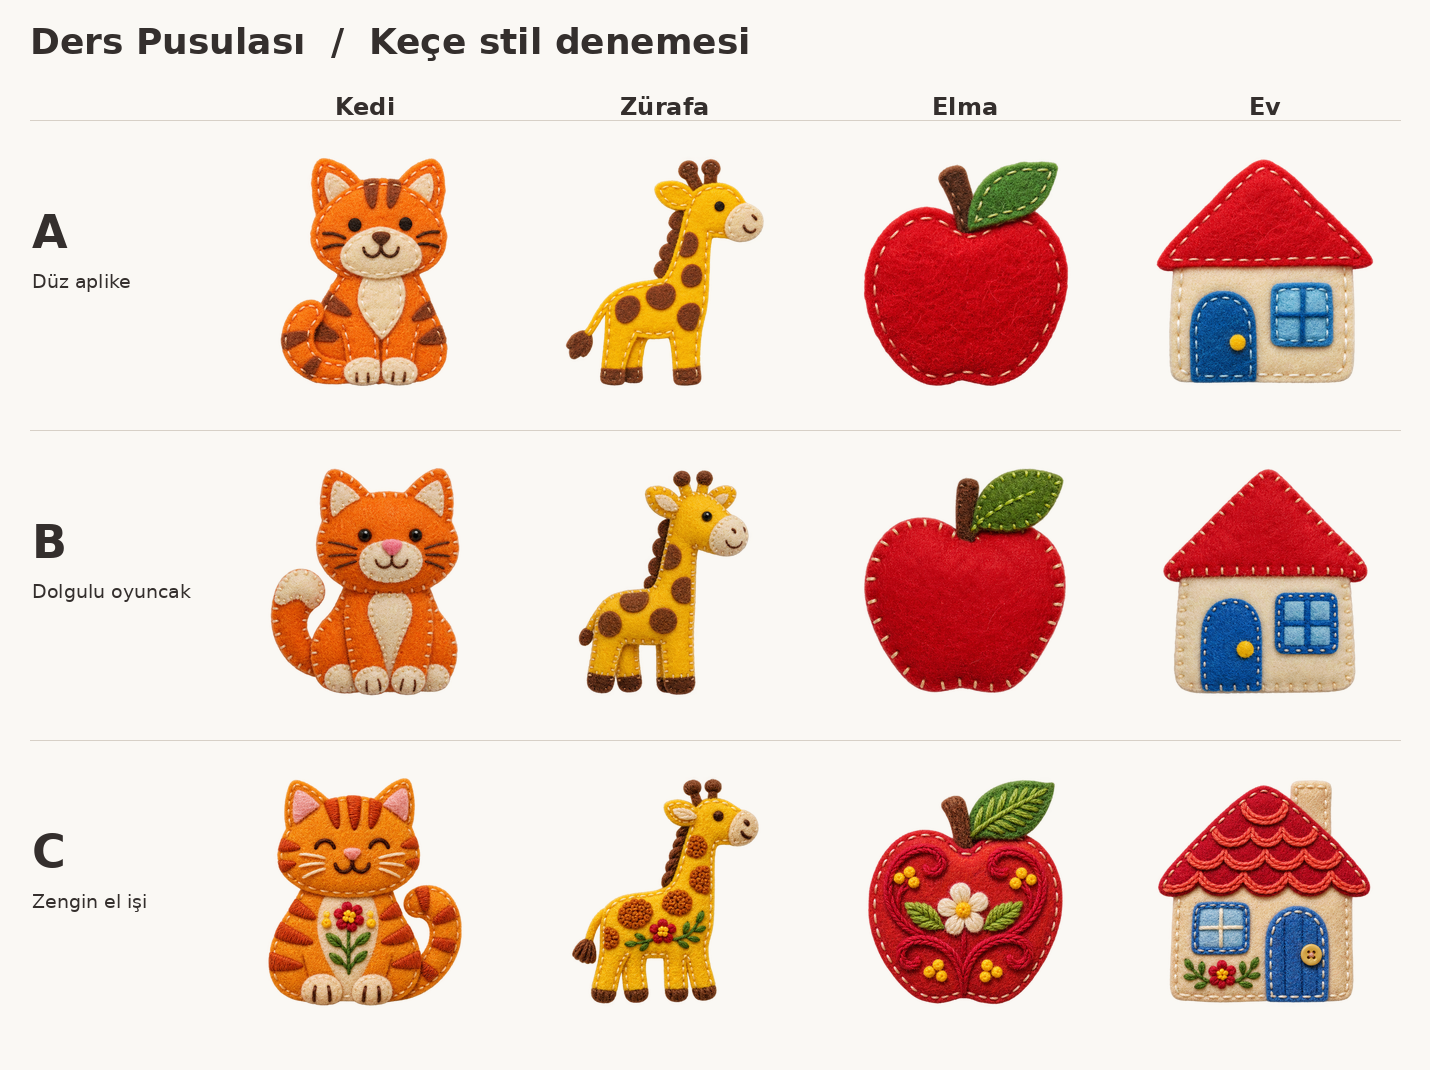 Ders Pusulası / Keçe stil denemesi
Kedi Zürafa Elma Ev
A
Düz aplike
B
Dolgulu oyuncak
C
Zengin el işi